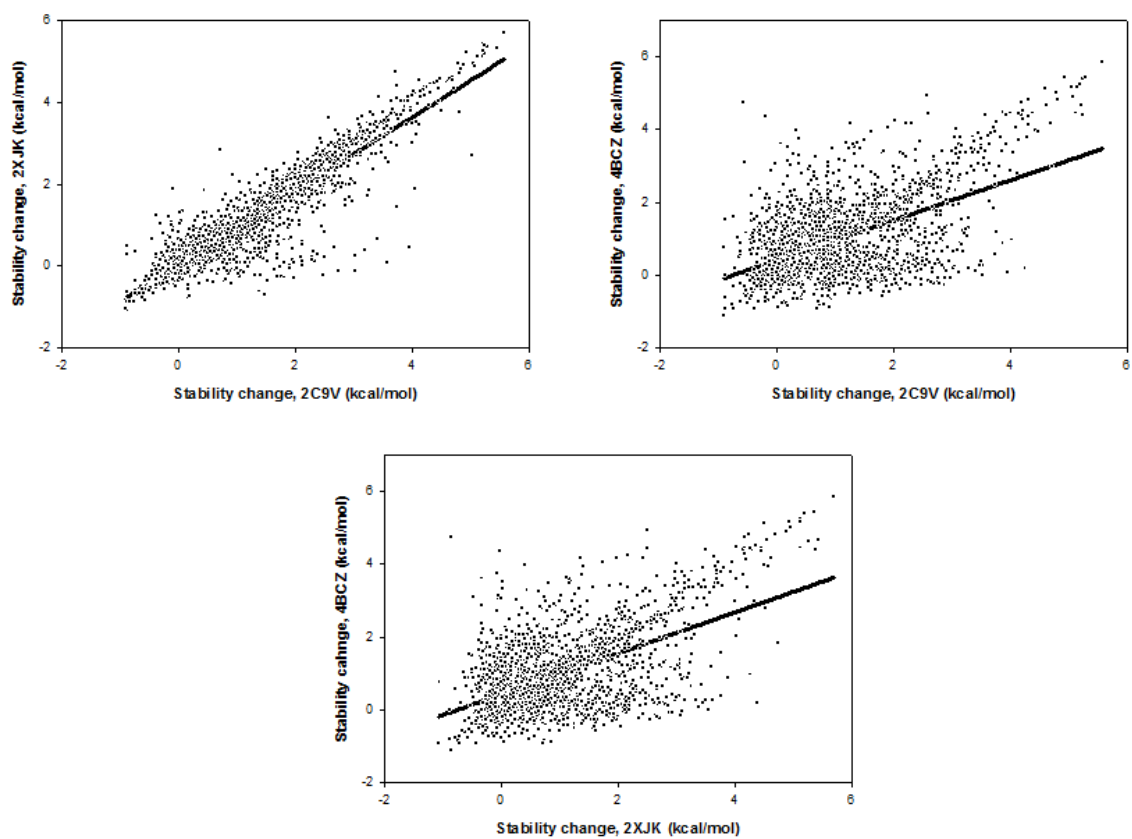 6
4
2
0
-2
Stability change, 2XJK (kcal/mol)
-2 0 2 4 6
Stability change, 2C9V (kcal/mol)
6
4
2
0
-2
Stability change, 4BCZ (kcal/mol)
-2 0 2 4 6
Stability change, 2C9V (kcal/mol)
6
4
2
0
-2
Stability cahnge, 4BCZ (kcal/mol)
-2 0 2 4 6
Stability change, 2XJK (kcal/mol)